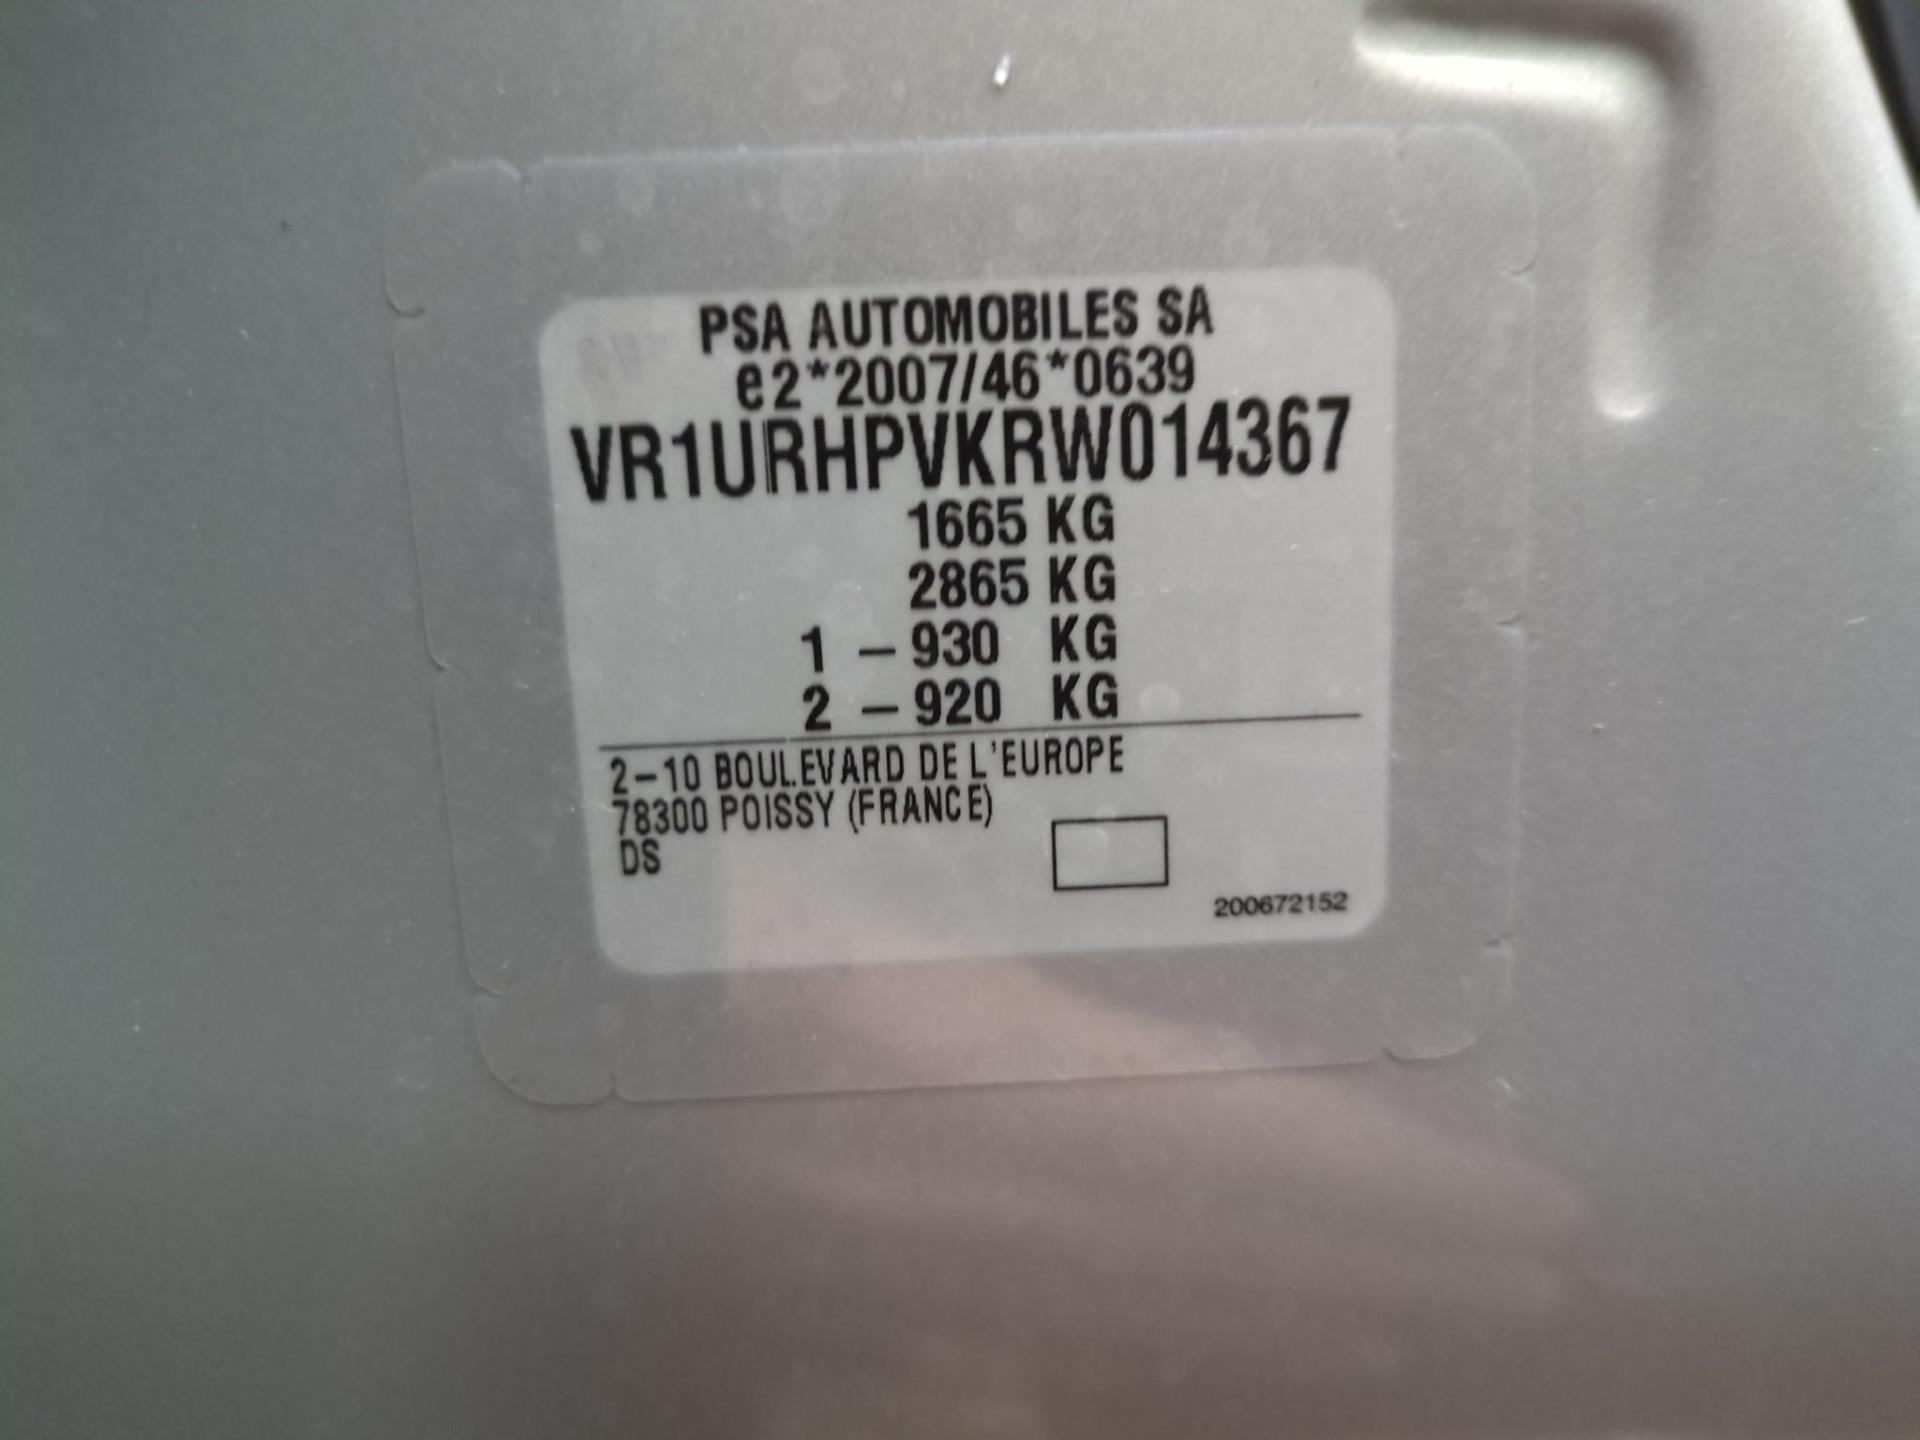 PSA AUTOMOBILES SA
e2*2007/46*0639
VR1URHPVKRW014367
1665 KG
2865 KG
1 – 930 KG
2 – 920 KG
2–10 BOULEVARD DE L'EUROPE
78300 POISSY (FRANCE)
DS
200672152